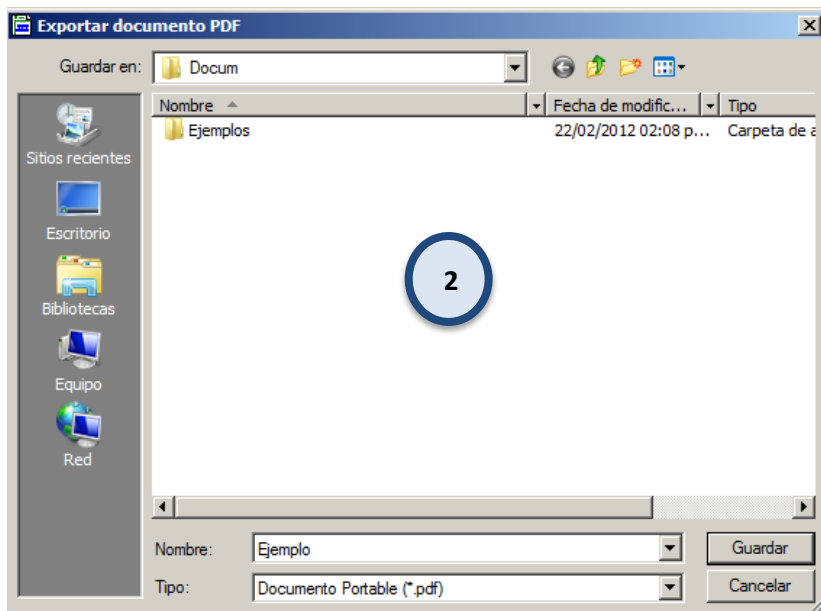 Exportar documento PDF
Guardar en: Docum
Nombre Fecha de modific... Tipo
Ejemplos 22/02/2012 02:08 p... Carpeta de a
Sitios recientes
Escritorio
2
Bibliotecas
Equipo
Red
Nombre: Ejemplo Guardar
Tipo: Documento Portable (*.pdf) Cancelar